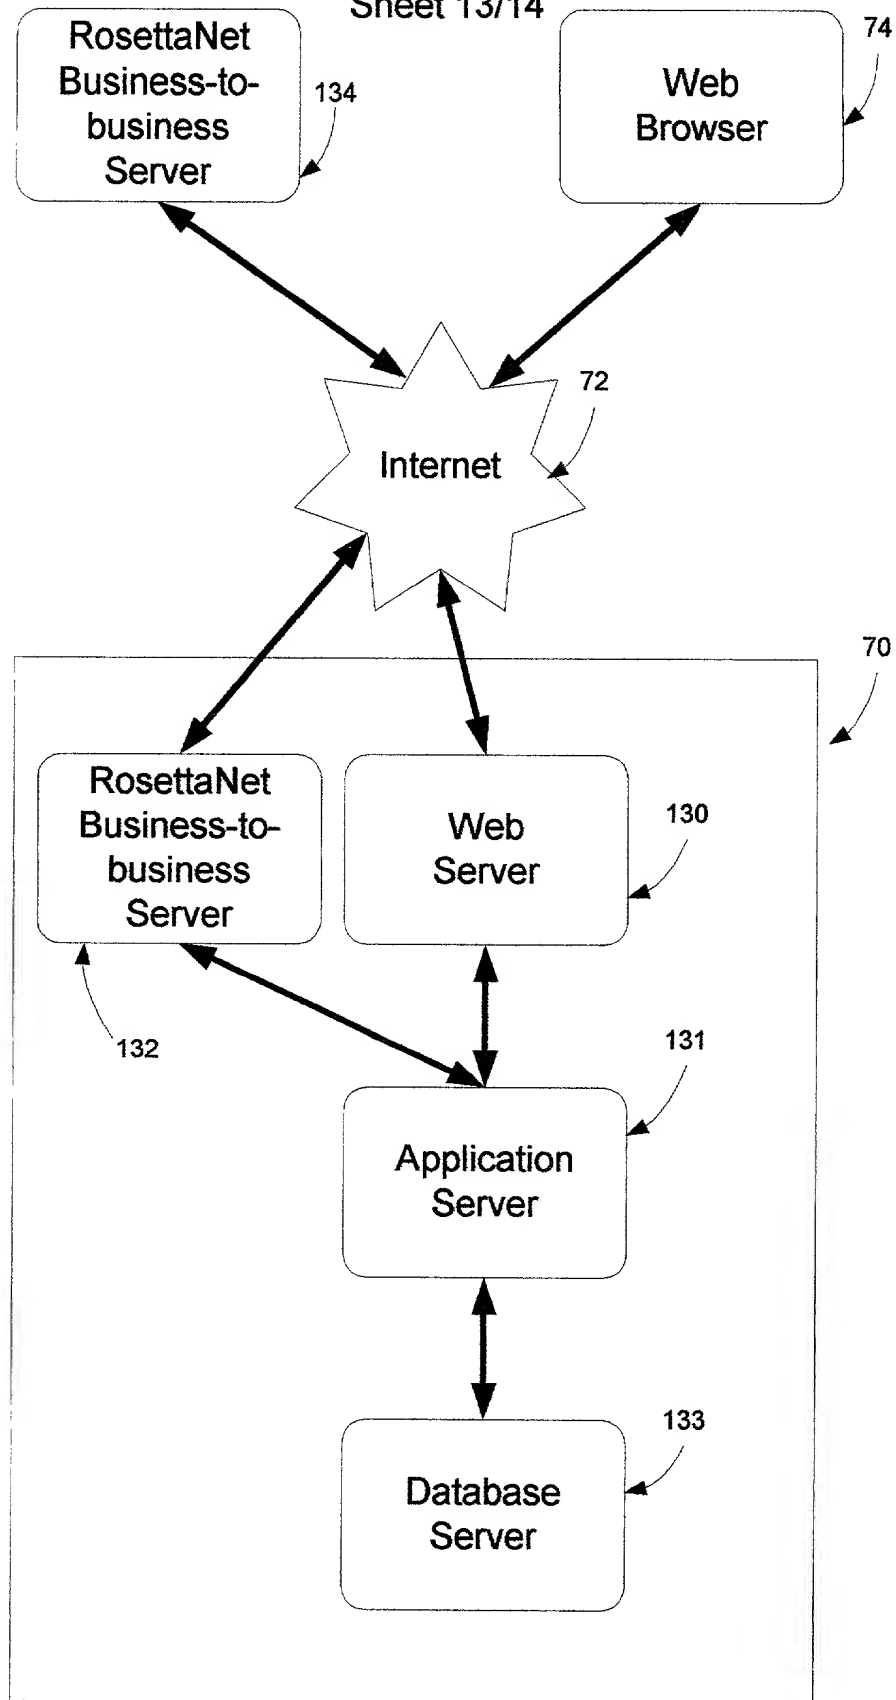 Sheet 13/14
RosettaNet
Business-to-
business
Server
134
Web
Browser
74
Internet
72
70
RosettaNet
Business-to-
business
Server
132
Web
Server
130
131
Application
Server
133
Database
Server